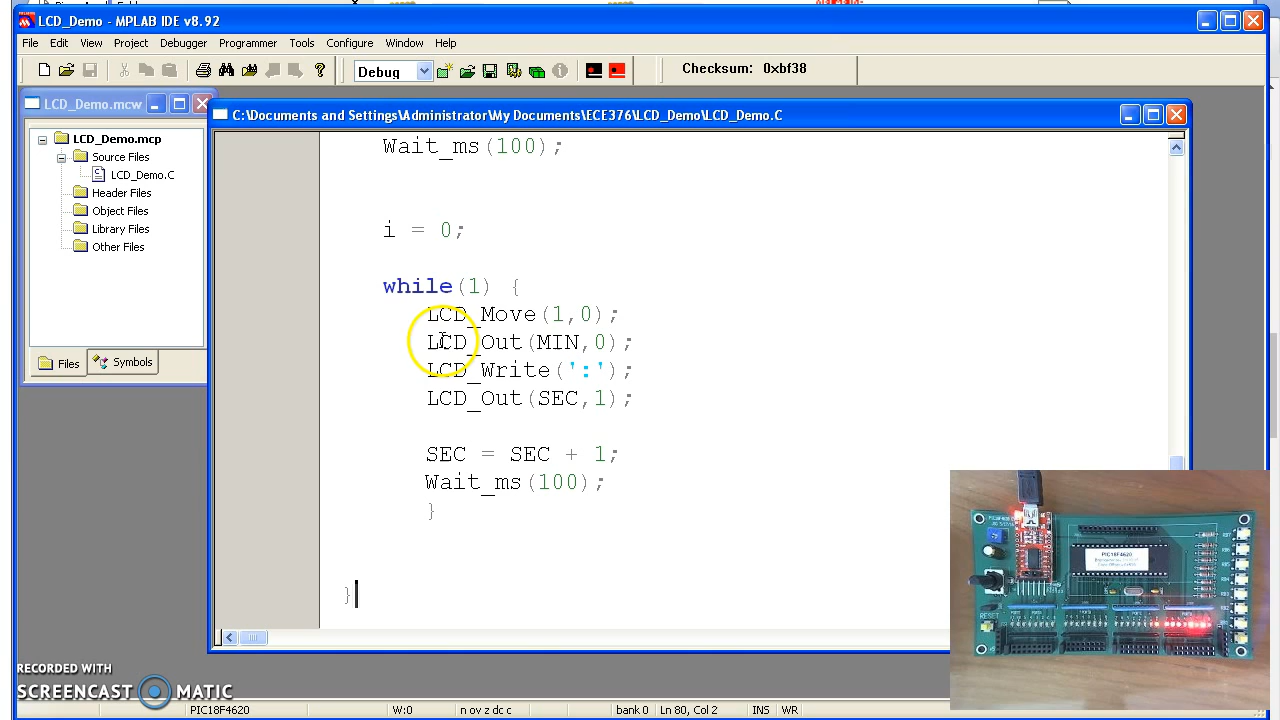 LCD_Demo - MPLAB IDE v8.92
File Edit View Project Debugger Programmer Tools Configure Window Help
Debug
Checksum: 0xbf38
LCD_Demo.mcw
LCD_Demo.mcp
Source Files
LCD_Demo.C
Header Files
Object Files
Library Files
Other Files
Files
Symbols
C:\Documents and Settings\Administrator\My Documents\ECE376\LCD_Demo\LCD_Demo.C
Wait_ms(100);
i = 0;
while(1) {
LCD_Move(1,0);
LCD_Out(MIN,0);
LCD_Write(':');
LCD_Out(SEC,1);
SEC = SEC + 1;
Wait_ms(100);
}
}
PIC18F4620
RESET
RECORDED WITH
SCREENCAST MATIC
PIC18F4620
W:0
n ov z dc c
bank 0
Ln 80, Col 2
INS
WR